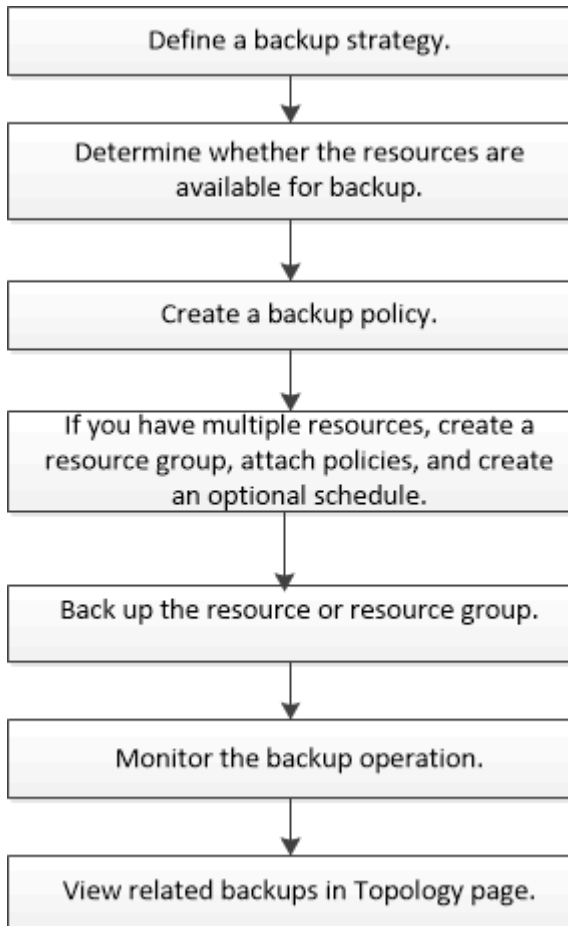 Define a backup strategy.
Determine whether the resources are
available for backup.
Create a backup policy.
If you have multiple resources, create a
resource group, attach policies, and create
an optional schedule.
Back up the resource or resource group.
Monitor the backup operation.
View related backups in Topology page.